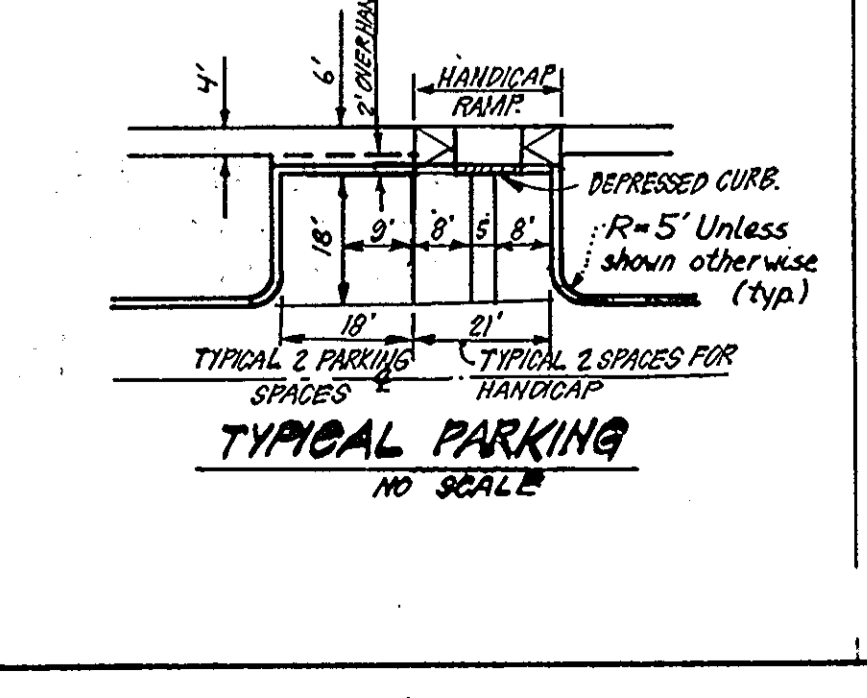 4'
6'
2' OVERHAN
HANDICAP
RAMP.
DEPRESSED CURB.
18'
9'
8'
5'
8'
R=5' Unless
shown otherwise
(typ.)
18'
21'
TYPICAL 2 PARKING
SPACES
TYPICAL 2 SPACES FOR
HANDICAP
TYPICAL PARKING
NO SCALE